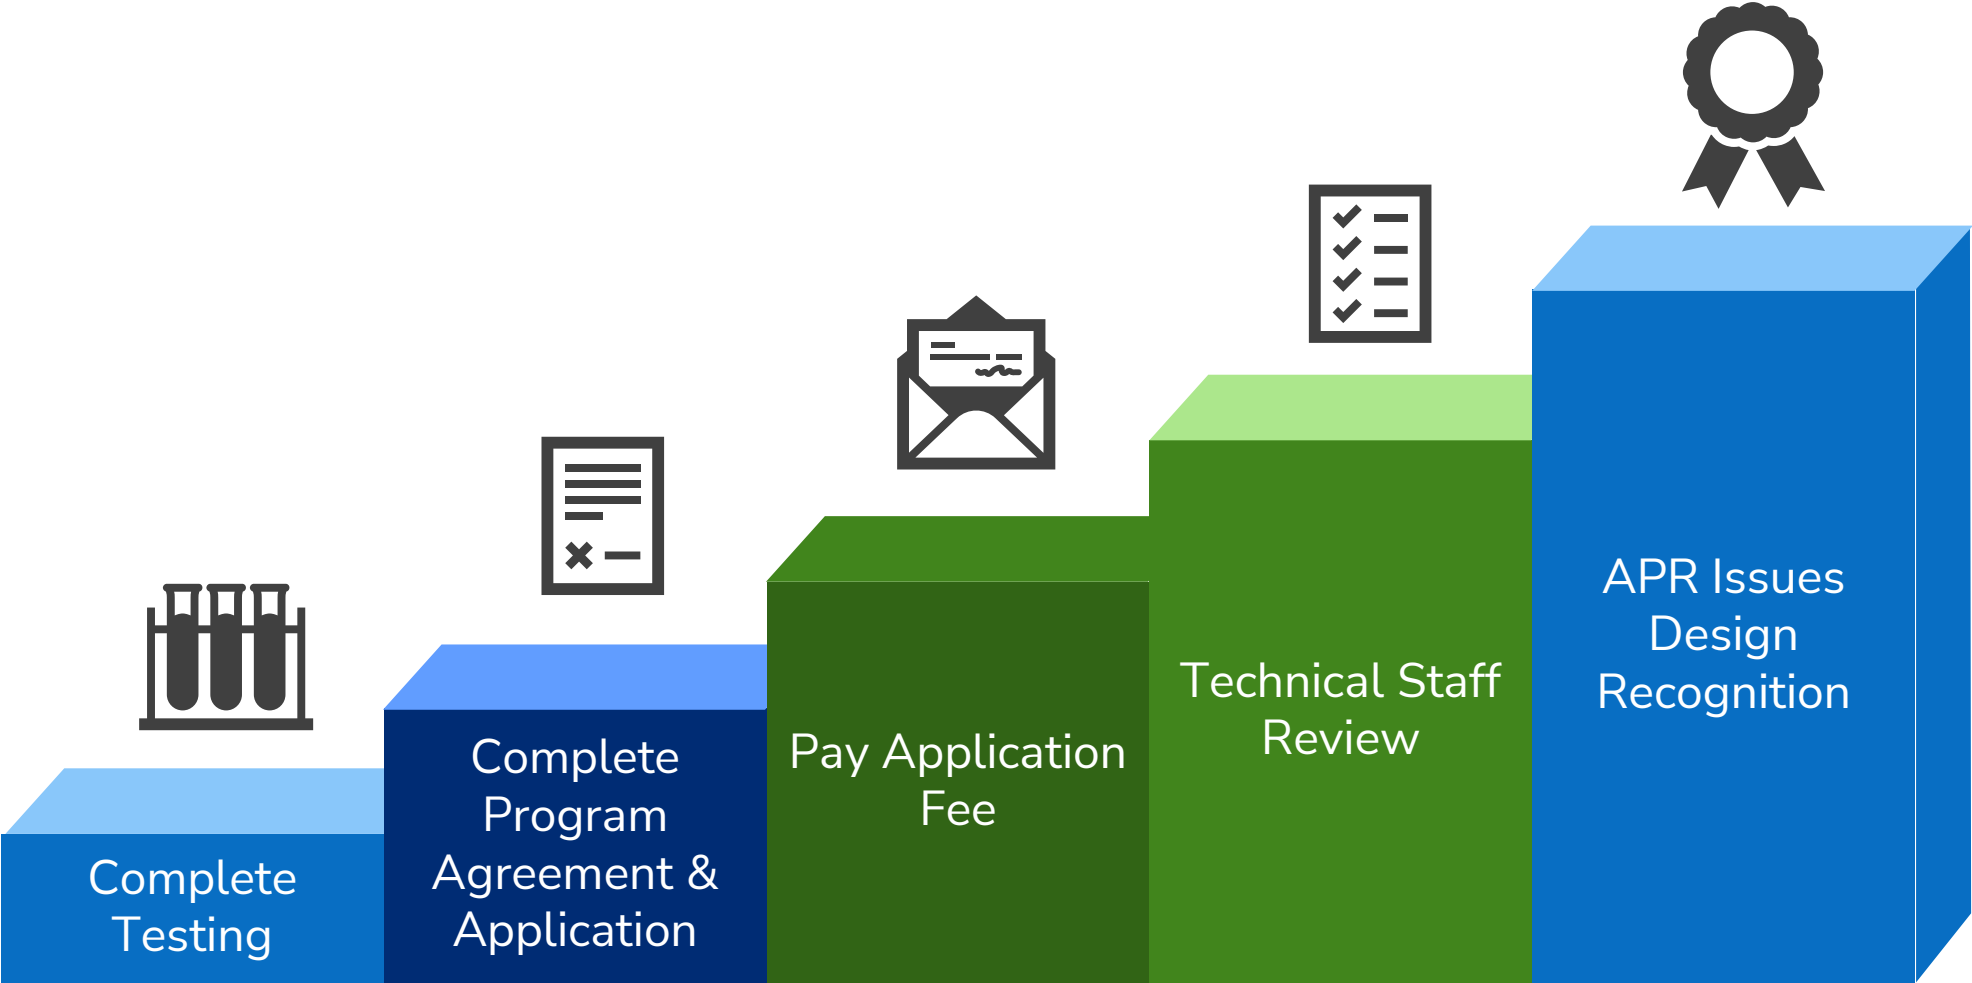 Complete
Testing
Complete
Program
Agreement &
Application
Pay Application
Fee
Technical Staff
Review
APR Issues
Design
Recognition